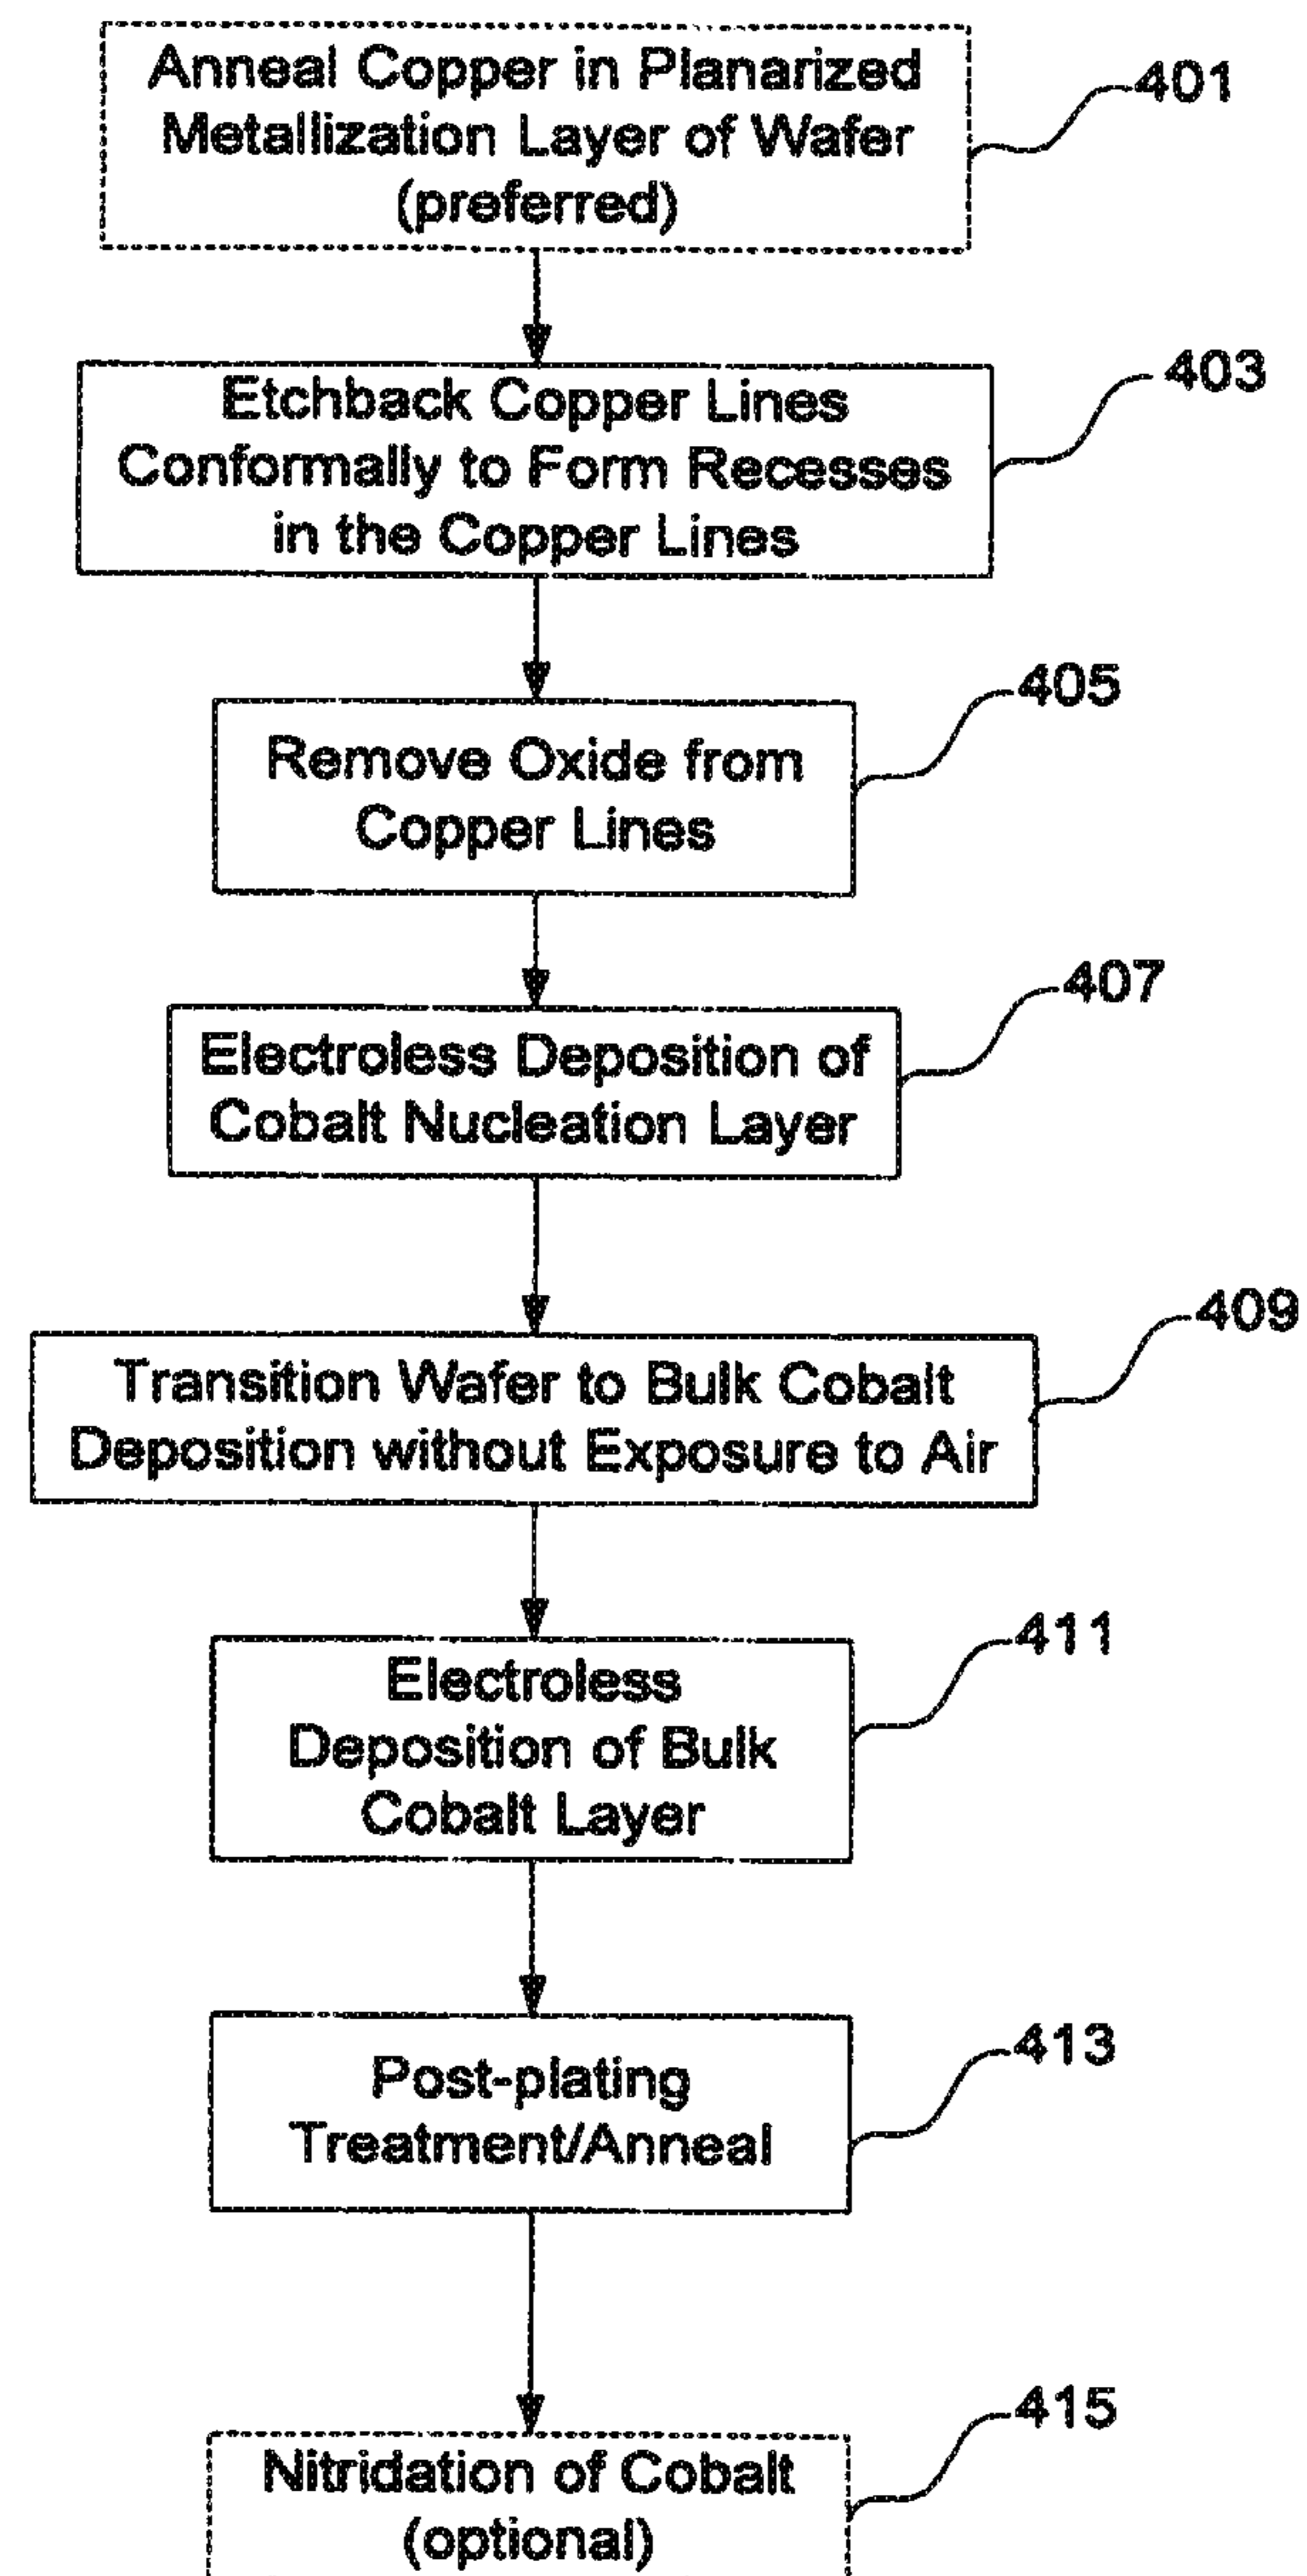 Anneal Copper in Planarized
Metallization Layer of Wafer
(preferred)
401
Etchback Copper Lines
Conformally to Form Recesses
in the Copper Lines
403
Remove Oxide from
Copper Lines
405
Electroless Deposition of
Cobalt Nucleation Layer
407
Transition Wafer to Bulk Cobalt
Deposition without Exposure to Air
409
Electroless
Deposition of Bulk
Cobalt Layer
411
Post-plating
Treatment/Anneal
413
Nitridation of Cobalt
(optional)
415